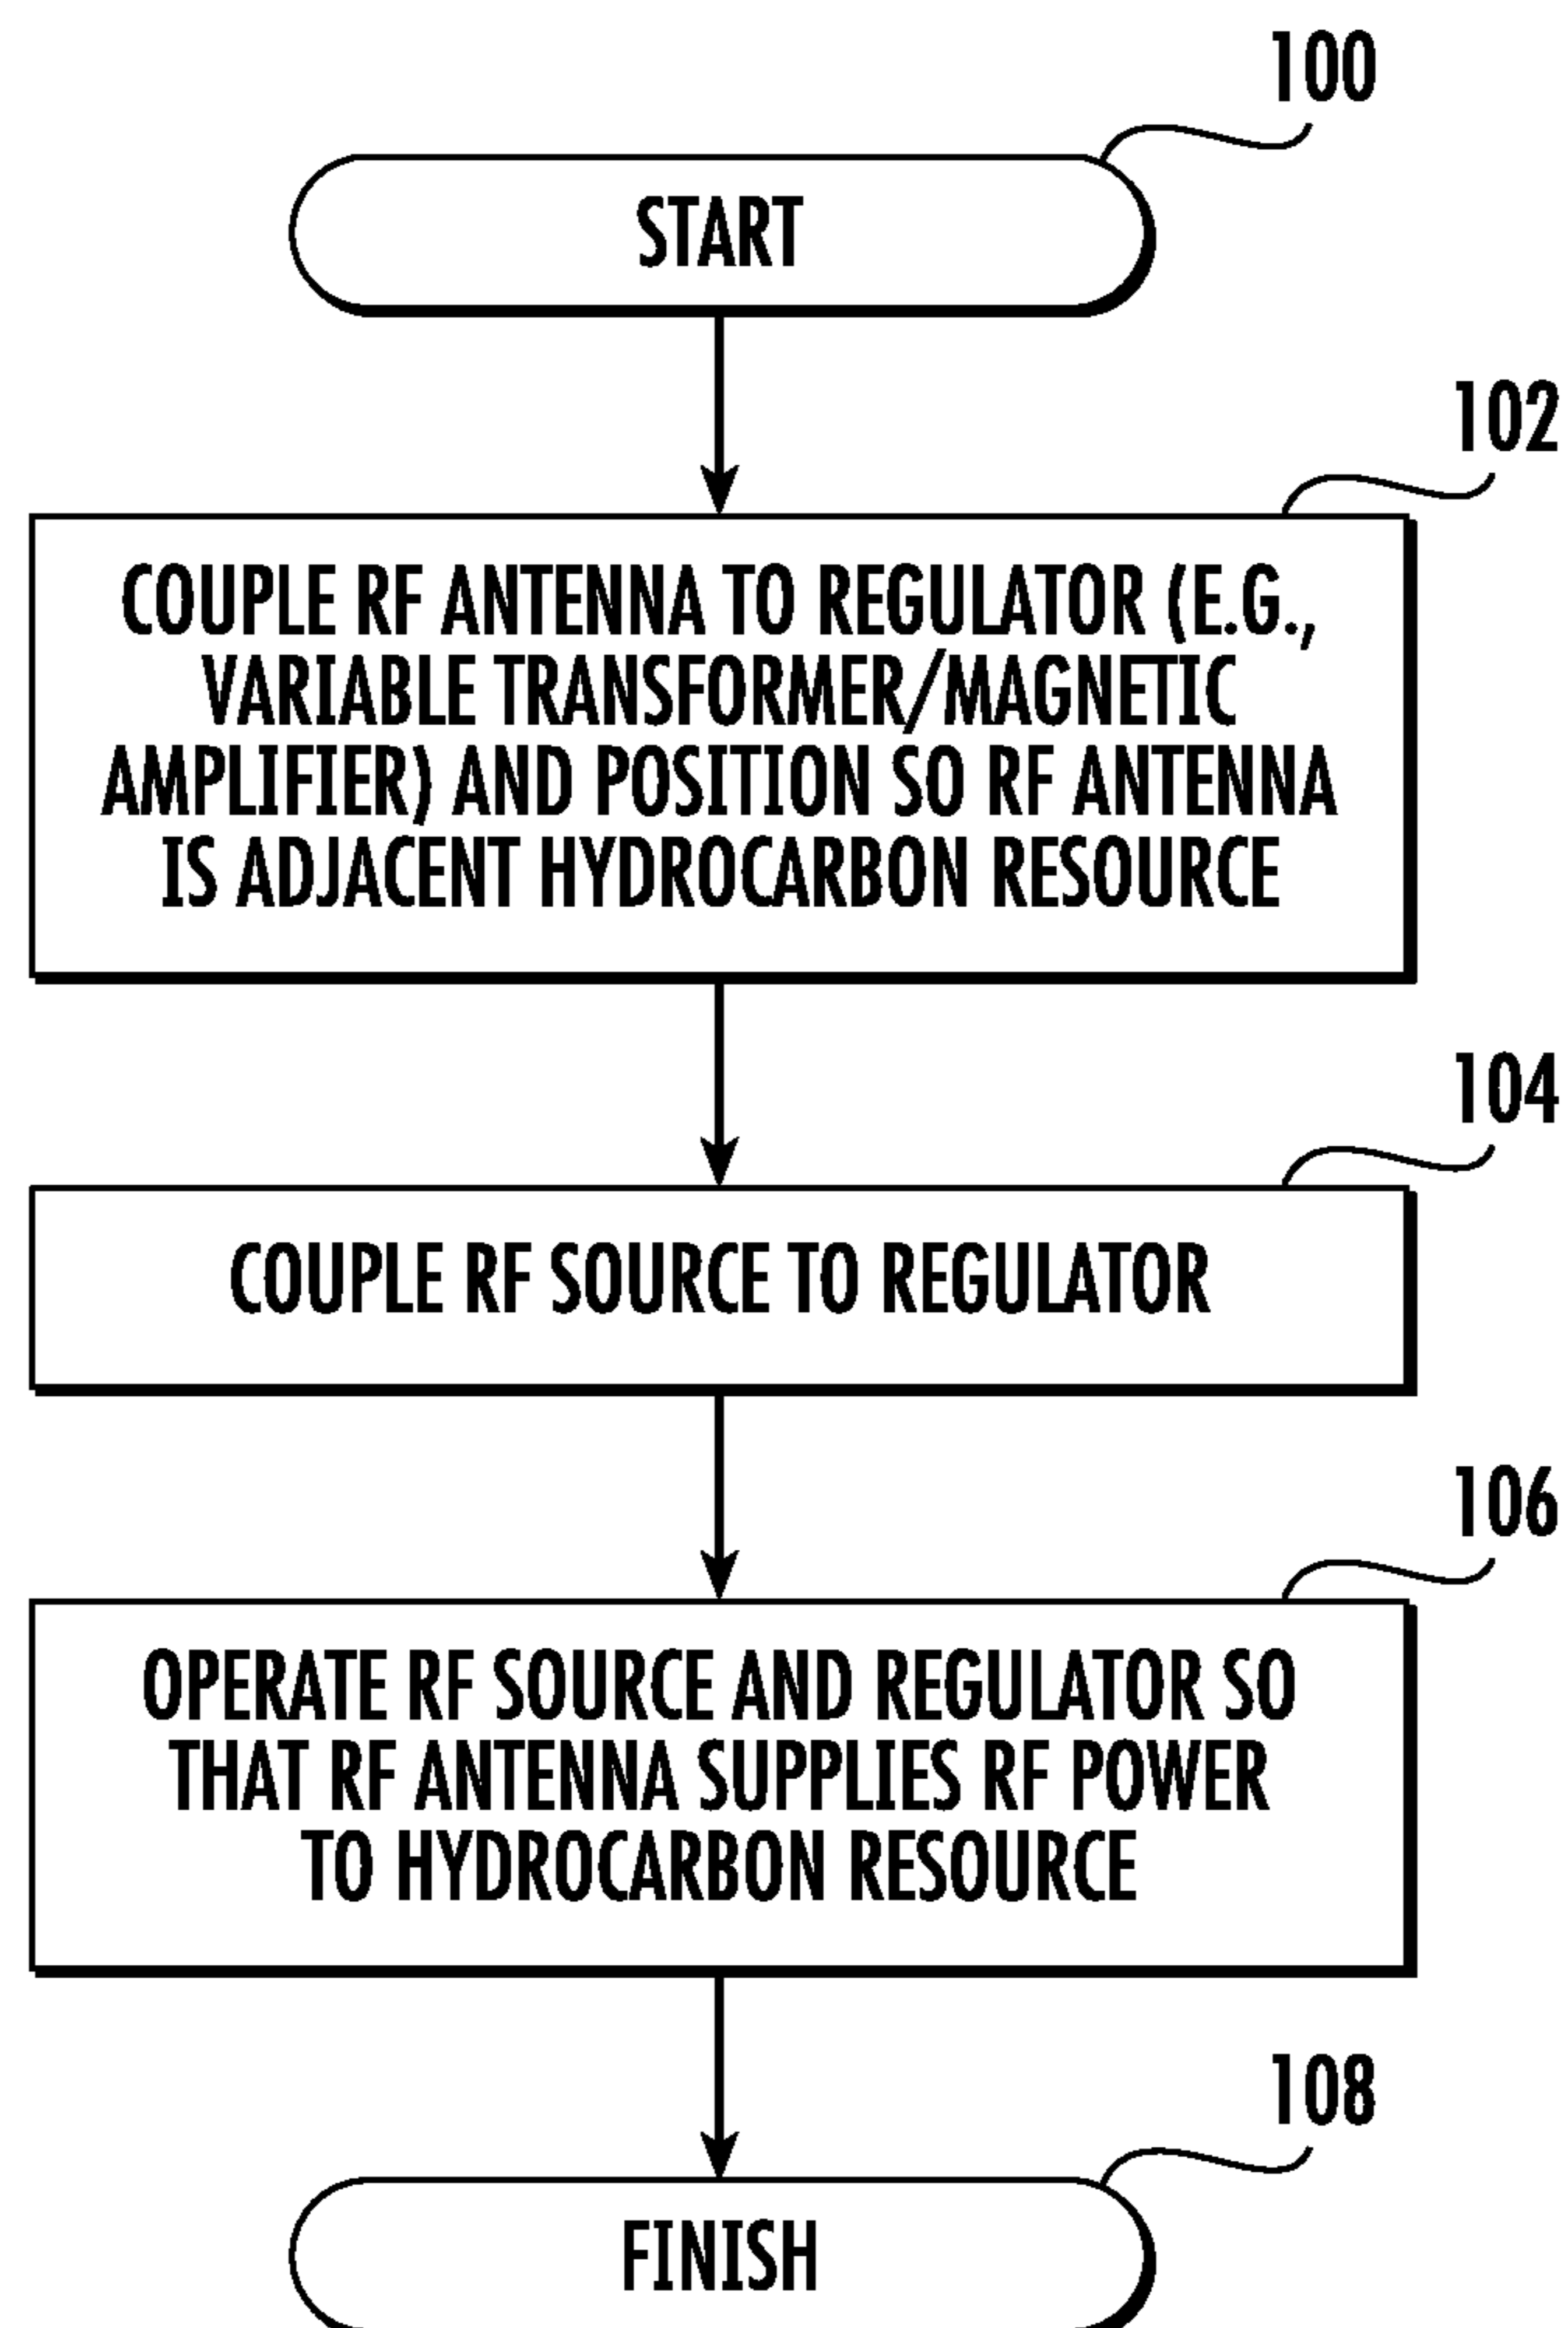 100
START
102
COUPLE RF ANTENNA TO REGULATOR (E.G.,
VARIABLE TRANSFORMER/MAGNETIC
AMPLIFIER) AND POSITION SO RF ANTENNA
IS ADJACENT HYDROCARBON RESOURCE
104
COUPLE RF SOURCE TO REGULATOR
106
OPERATE RF SOURCE AND REGULATOR SO
THAT RF ANTENNA SUPPLIES RF POWER
TO HYDROCARBON RESOURCE
108
FINISH